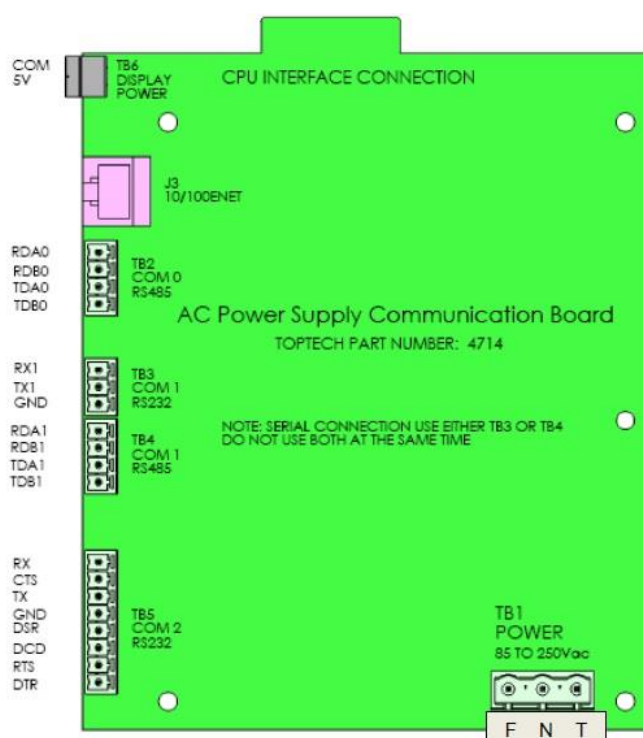 COM
5V
TB6
DISPLAY
POWER
CPU INTERFACE CONNECTION
J3
10/100ENET
RDA0
RDB0
TDA0
TDB0
TB2
COM 0
RS485
AC Power Supply Communication Board
TOPTECH PART NUMBER: 4714
RX1
TX1
GND
TB3
COM 1
RS232
NOTE: SERIAL CONNECTION USE EITHER TB3 OR TB4
DO NOT USE BOTH AT THE SAME TIME
RDA1
RDB1
TDA1
TDB1
TB4
COM 1
RS485
RX
CTS
TX
GND
DSR
DCD
RTS
DTR
TB5
COM 2
RS232
TB1
POWER
85 TO 250Vac
F N T